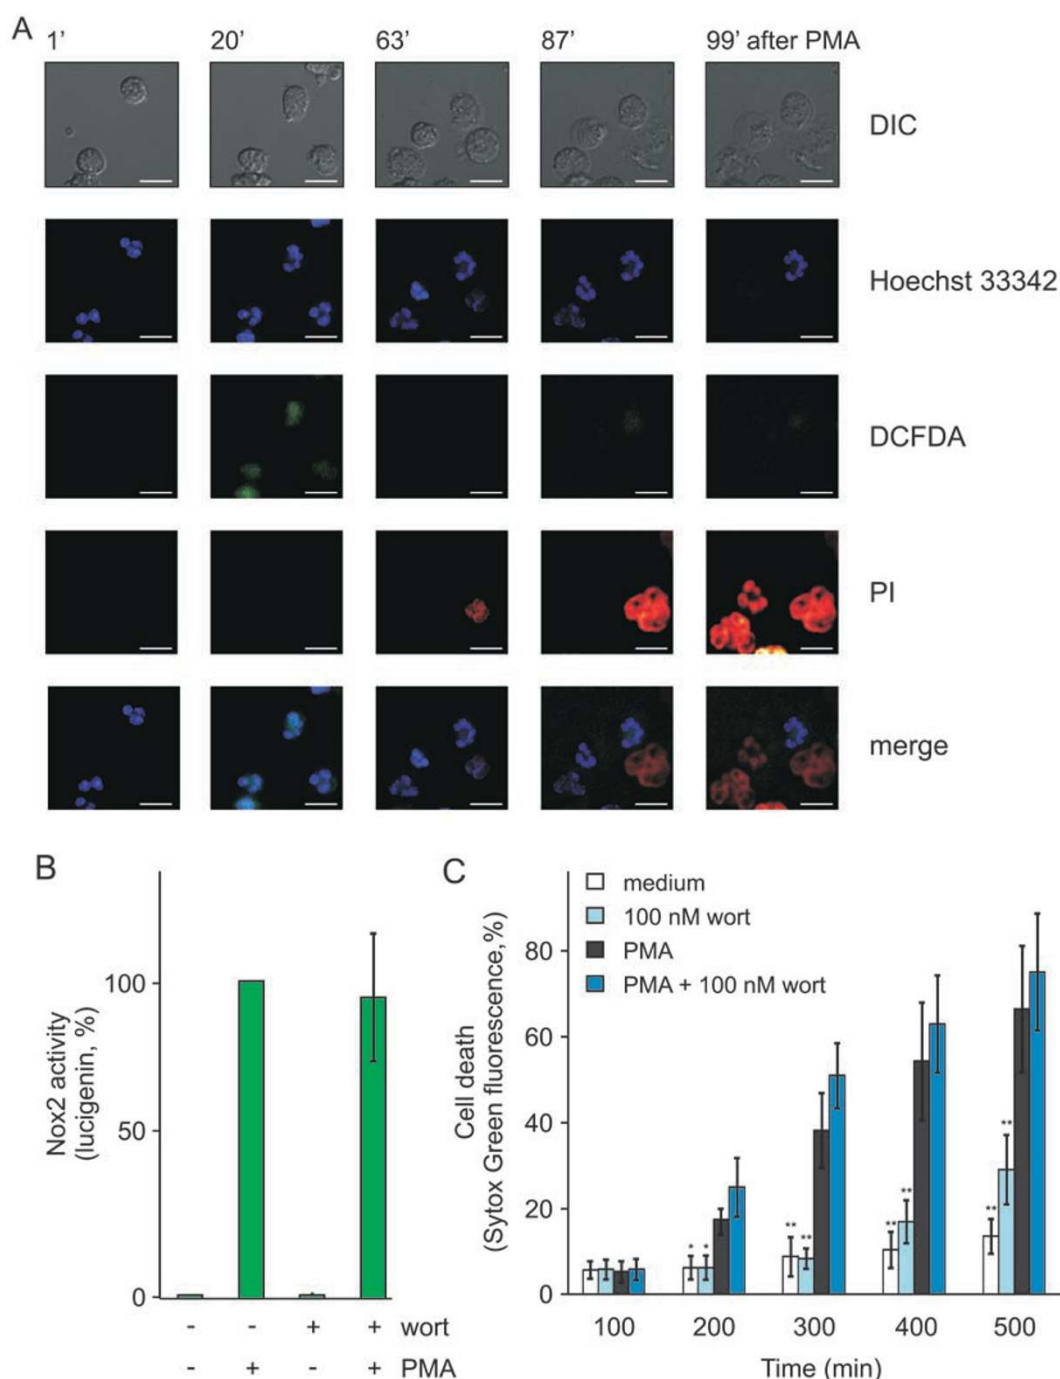 A
1’ 20’ 63’ 87’ 99’ after PMA
DIC
Hoechst 33342
DCFDA
PI
merge
B
Nox2 activity
(lucigenin, %)
100
50
0
- - + + wort
- + - + PMA
C
medium
100 nM wort
PMA
PMA + 100 nM wort
Cell death
(Sytox Green fluorescence,%)
80
60
40
20
0
* *
** **
** **
** **
100 200 300 400 500
Time (min)